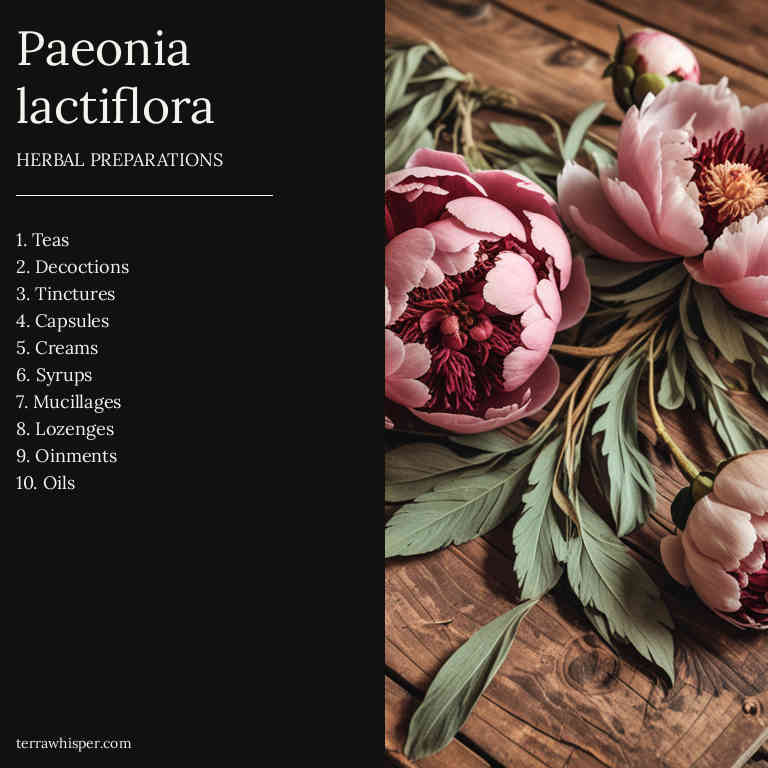 Paeonia
lactiflora
HERBAL PREPARATIONS
1. Teas
2. Decoctions
3. Tinctures
4. Capsules
5. Creams
6. Syrups
7. Mucillages
8. Lozenges
9. Oinments
10. Oils
terrawhisper.com